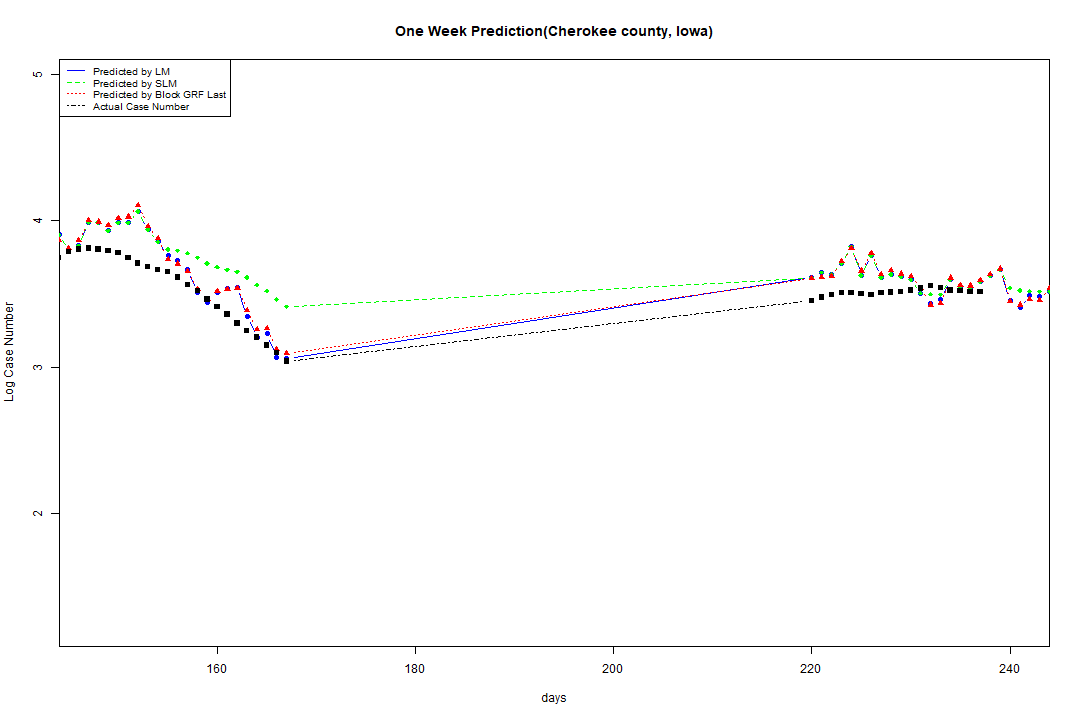 One Week Prediction(Cherokee county, Iowa)
Predicted by LM
Predicted by SLM
Predicted by Block GRF Last
Actual Case Number
5
4
3
2
Log Case Number
160 180 200 220 240
days